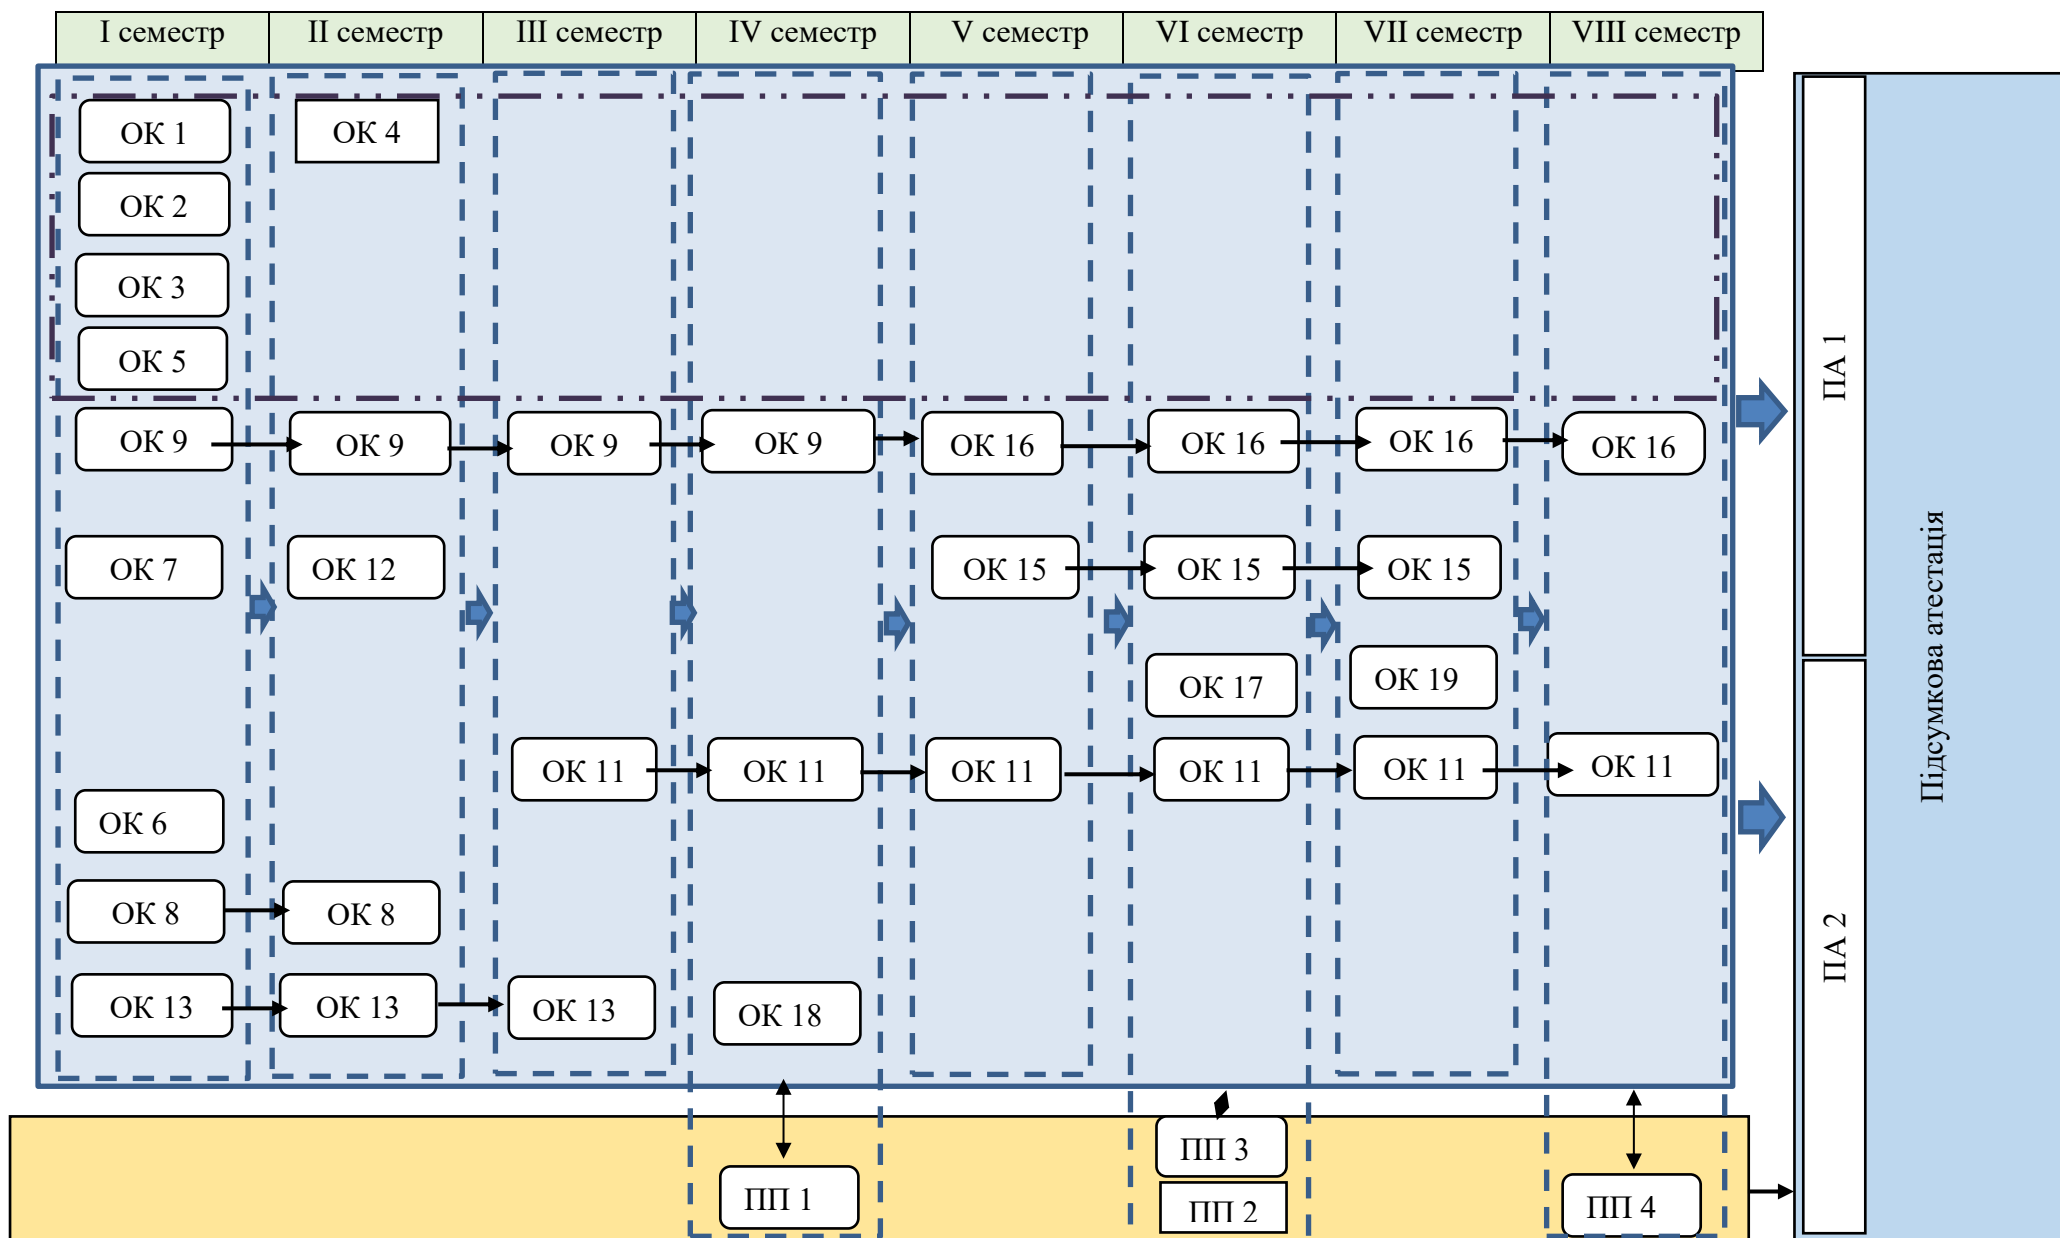 I семестр
II семестр
III семестр
IV семестр
V семестр
VI семестр
VII семестр
VIII семестр
ОК 1
ОК 4
ОК 2
ОК 3
ОК 5
ОК 9
ОК 9
ОК 9
ОК 9
ОК 16
ОК 16
ОК 16
ОК 16
ОК 7
ОК 12
ОК 15
ОК 15
ОК 15
ОК 17
ОК 19
ОК 11
ОК 11
ОК 11
ОК 11
ОК 11
ОК 11
ОК 6
ОК 8
ОК 8
ОК 13
ОК 13
ОК 13
ОК 18
ПП 3
ПП 1
ПП 2
ПП 4
ПА 1
ПА 2
Підсумкова атестація